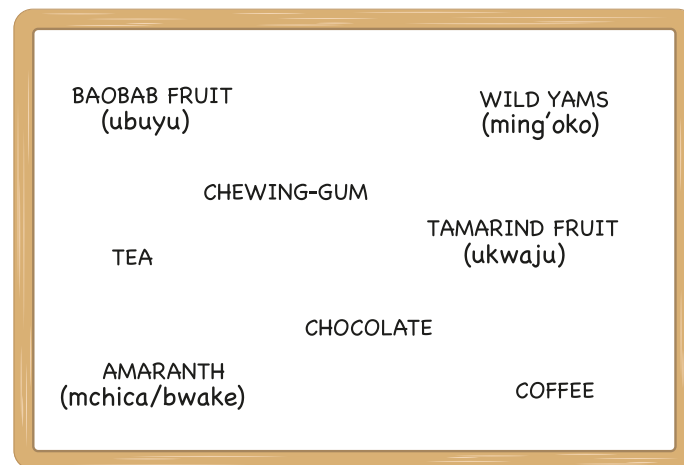 BAOBAB FRUIT
(ubuyu)
WILD YAMS
(ming'oko)
CHEWING-GUM
TAMARIND FRUIT
(ukwaju)
TEA
CHOCOLATE
AMARANTH
(mchica/bwake)
COFFEE